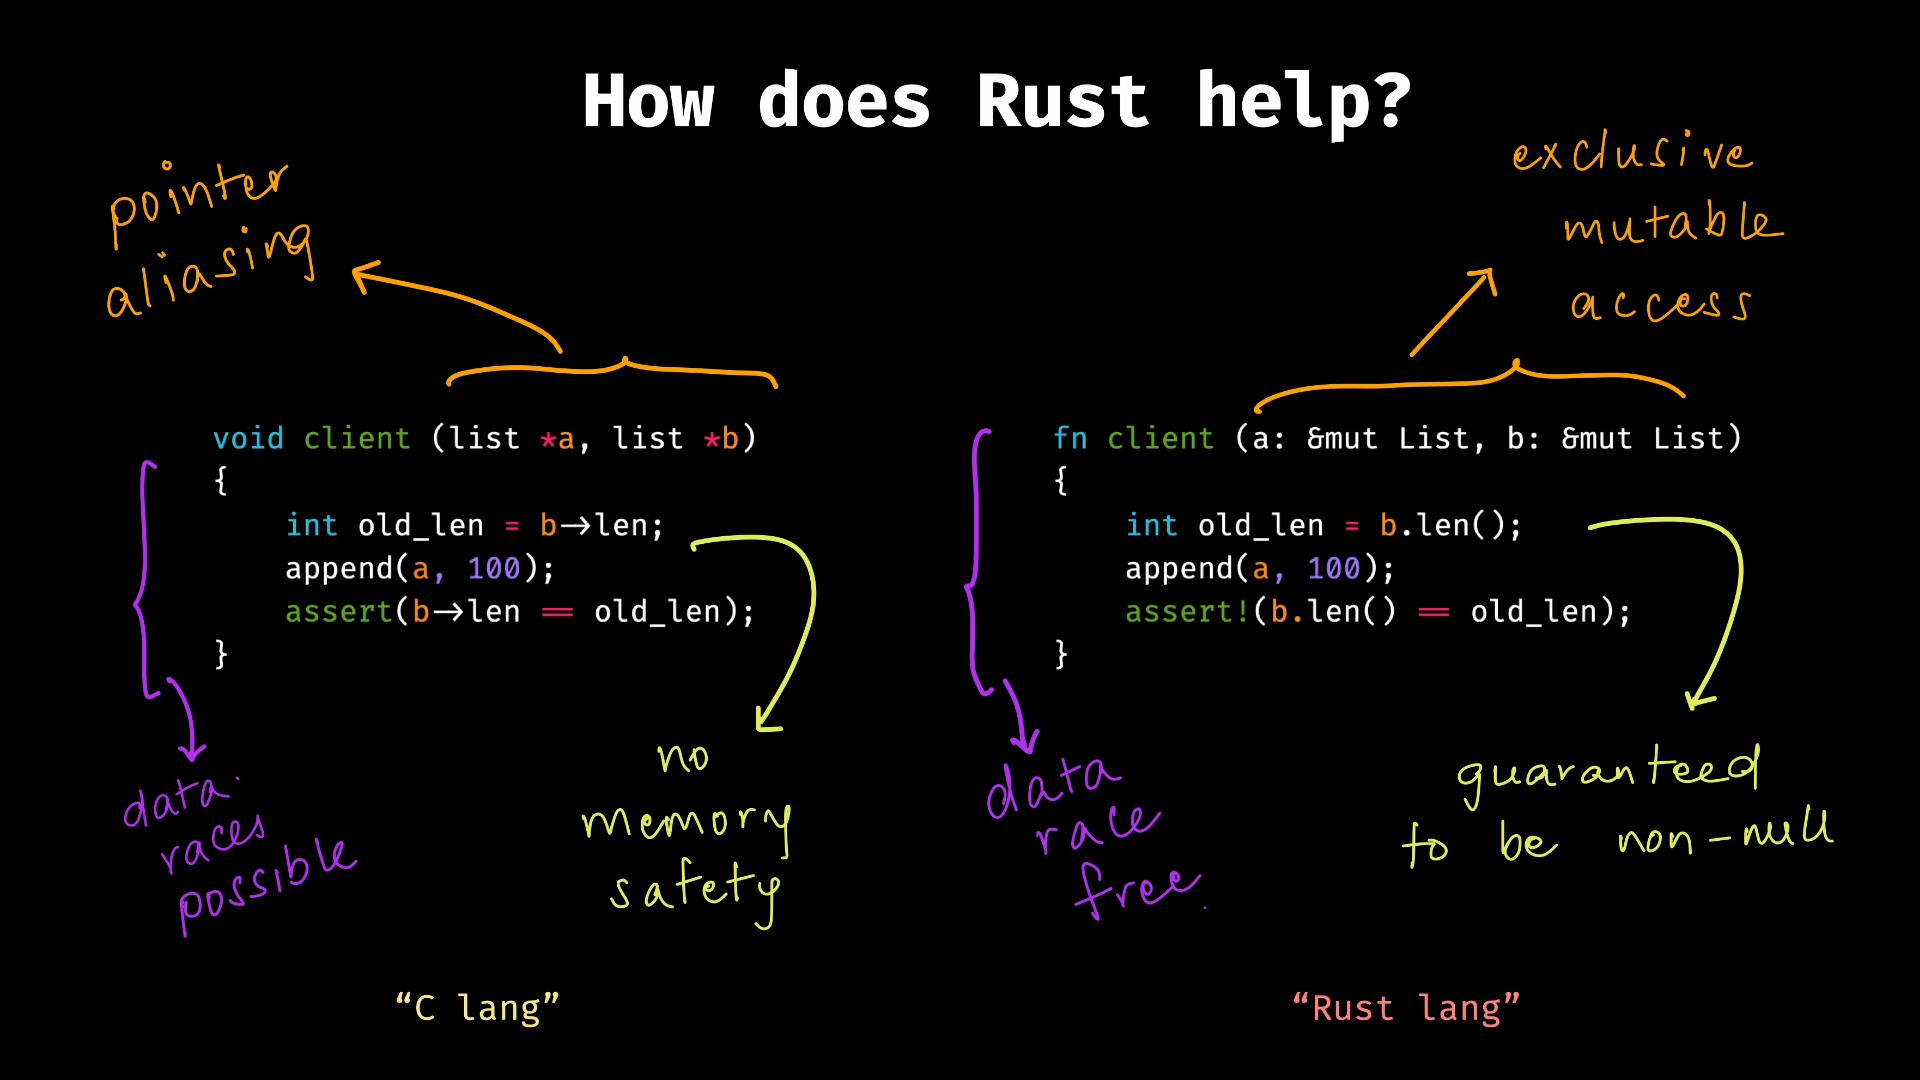 How does Rust help?
pointer
aliasing
exclusive
mutable
access
void client (list *a, list *b)
{
    int old_len = b->len;
    append(a, 100);
    assert(b->len == old_len);
}
data
races
possible
no
memory
safety
“C lang”
fn client (a: &mut List, b: &mut List)
{
    int old_len = b.len();
    append(a, 100);
    assert!(b.len() == old_len);
}
data
race
free.
guaranteed
to be non-null
“Rust lang”